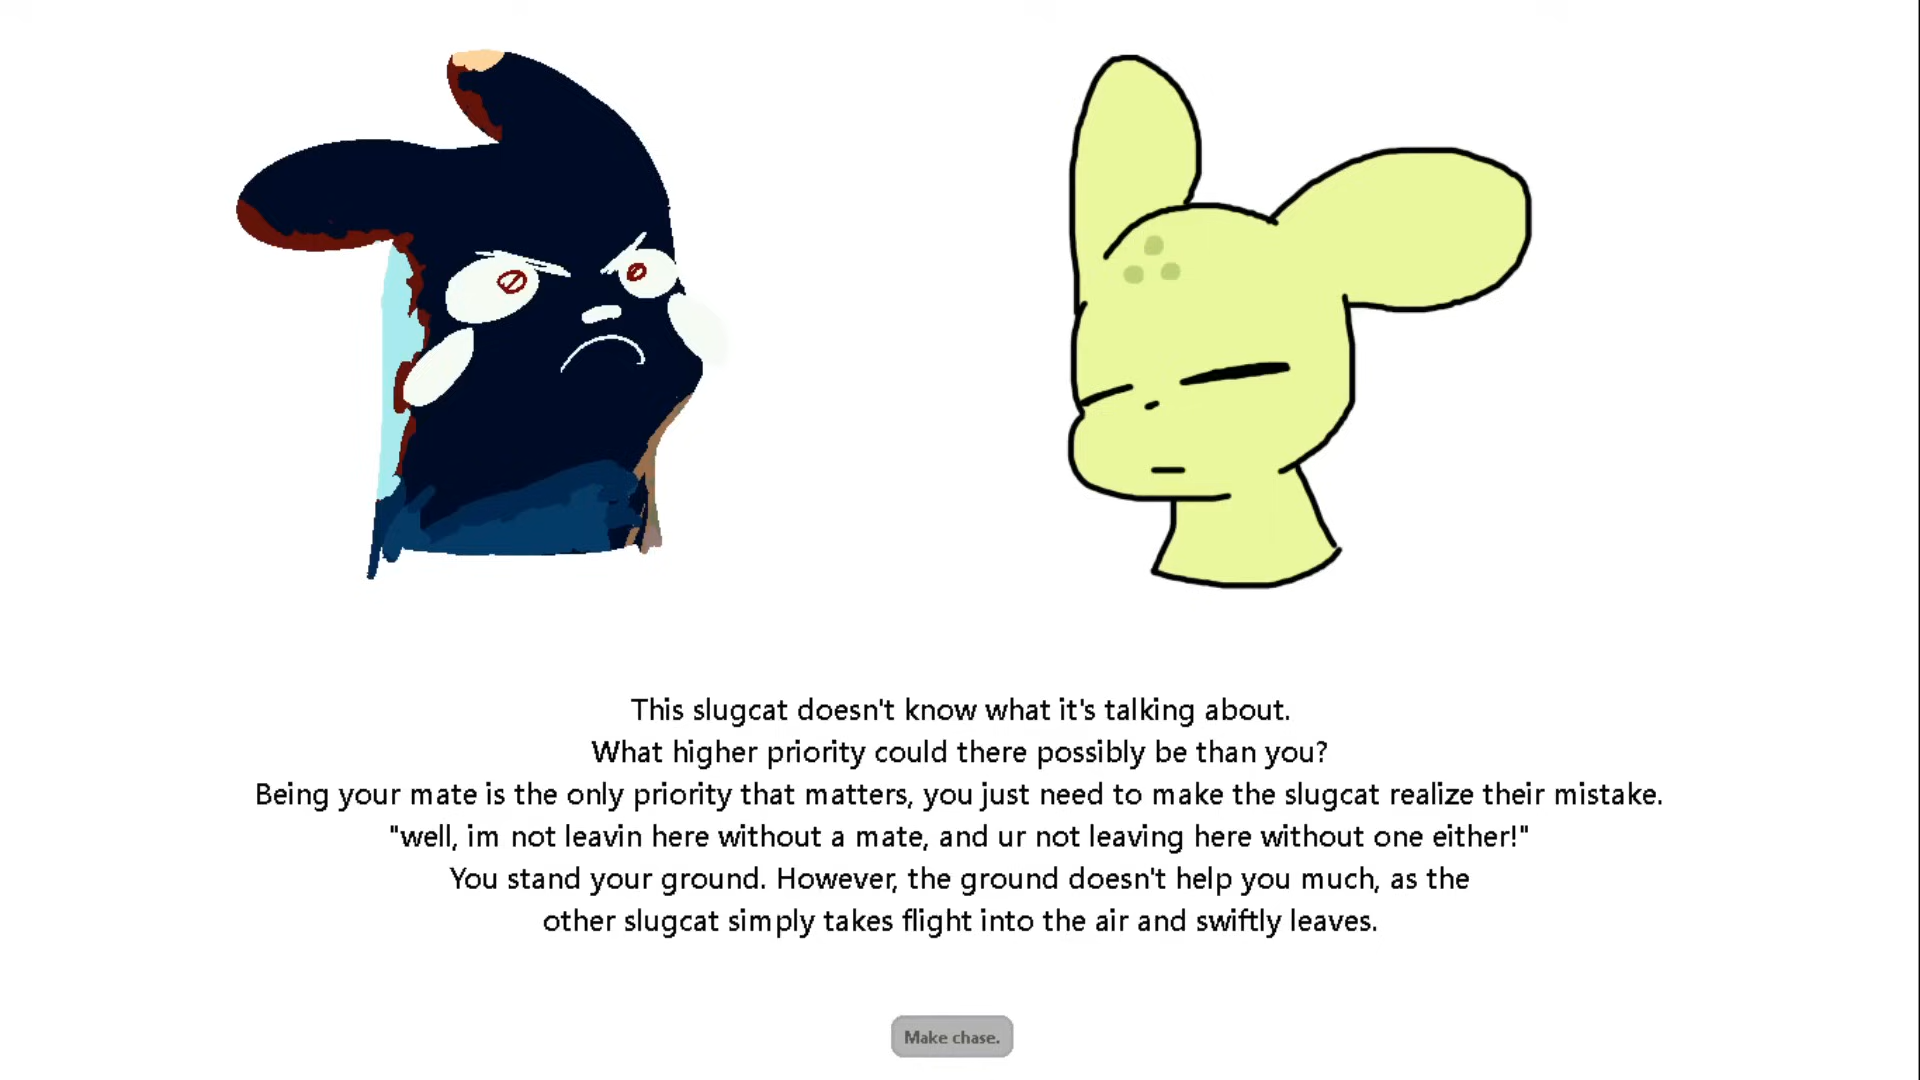 This slugcat doesn't know what it's talking about.
What higher priority could there possibly be than you?
Being your mate is the only priority that matters, you just need to make the slugcat realize their mistake.
"well, im not leavin here without a mate, and ur not leaving here without one either!"
You stand your ground. However, the ground doesn't help you much, as the
other slugcat simply takes flight into the air and swiftly leaves.
Make chase.